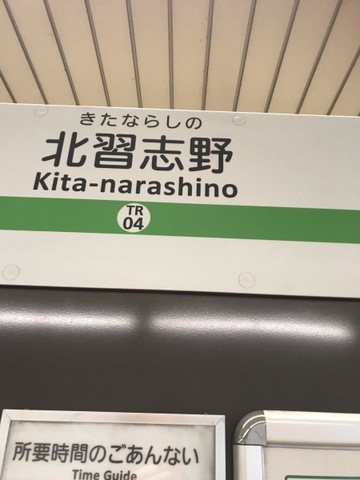 きたならしの
北習志野
Kita-narashino
TR
04
所要時間のごあんない
Time Guide